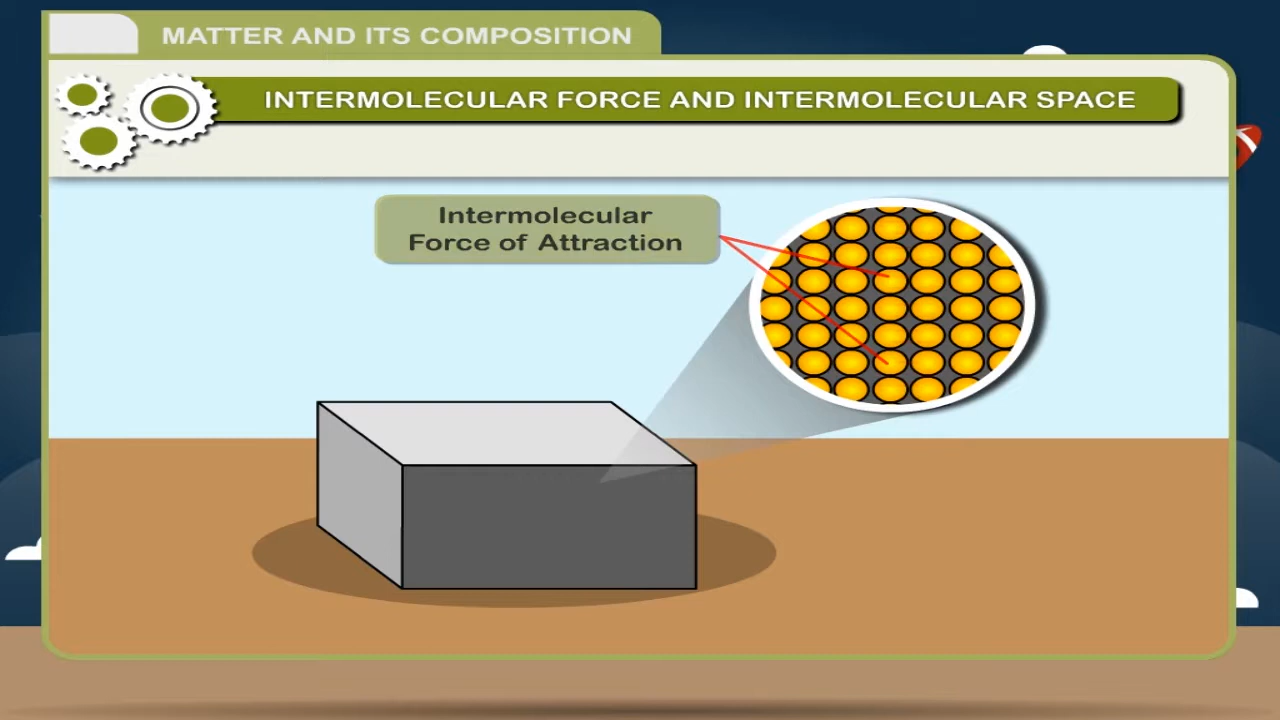 MATTER AND ITS COMPOSITION
INTERMOLECULAR FORCE AND INTERMOLECULAR SPACE
Intermolecular
Force of Attraction